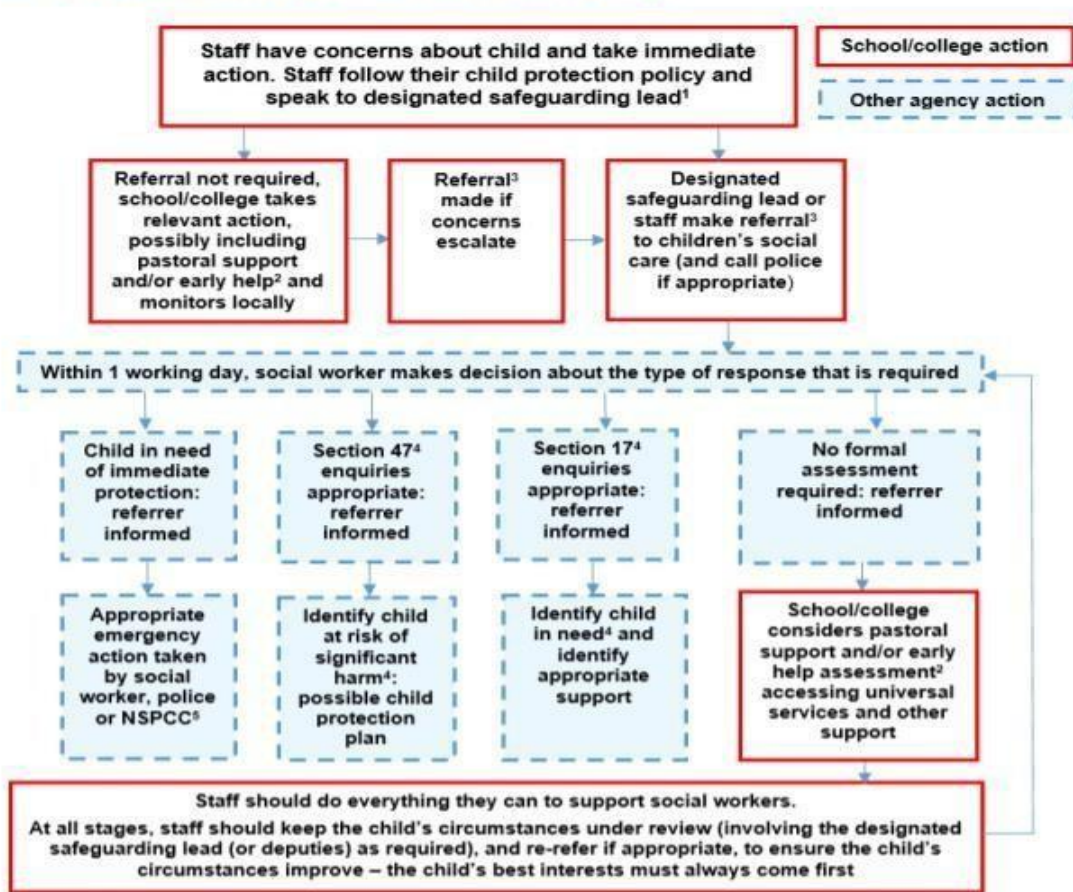 Staff have concerns about child and take immediate
action. Staff follow their child protection policy and
speak to designated safeguarding lead¹
School/college action
Other agency action
Referral not required,
school/college takes
relevant action,
possibly including
pastoral support
and/or early help² and
monitors locally
Referral³
made if
concerns
escalate
Designated
safeguarding lead or
staff make referral³
to children's social
care (and call police
if appropriate)
Within 1 working day, social worker makes decision about the type of response that is required
Child in need
of immediate
protection:
referrer
informed
Section 47⁴
enquiries
appropriate:
referrer
informed
Section 17⁴
enquiries
appropriate:
referrer
informed
No formal
assessment
required: referrer
informed
Appropriate
emergency
action taken
by social
worker, police
or NSPCC⁵
Identify child
at risk of
significant
harm⁴:
possible child
protection
plan
Identify child
in need⁴ and
identify
appropriate
support
School/college
considers pastoral
support and/or early
help assessment²
accessing universal
services and other
support
Staff should do everything they can to support social workers.
At all stages, staff should keep the child's circumstances under review (involving the designated
safeguarding lead (or deputies) as required), and re-refer if appropriate, to ensure the child's
circumstances improve – the child's best interests must always come first